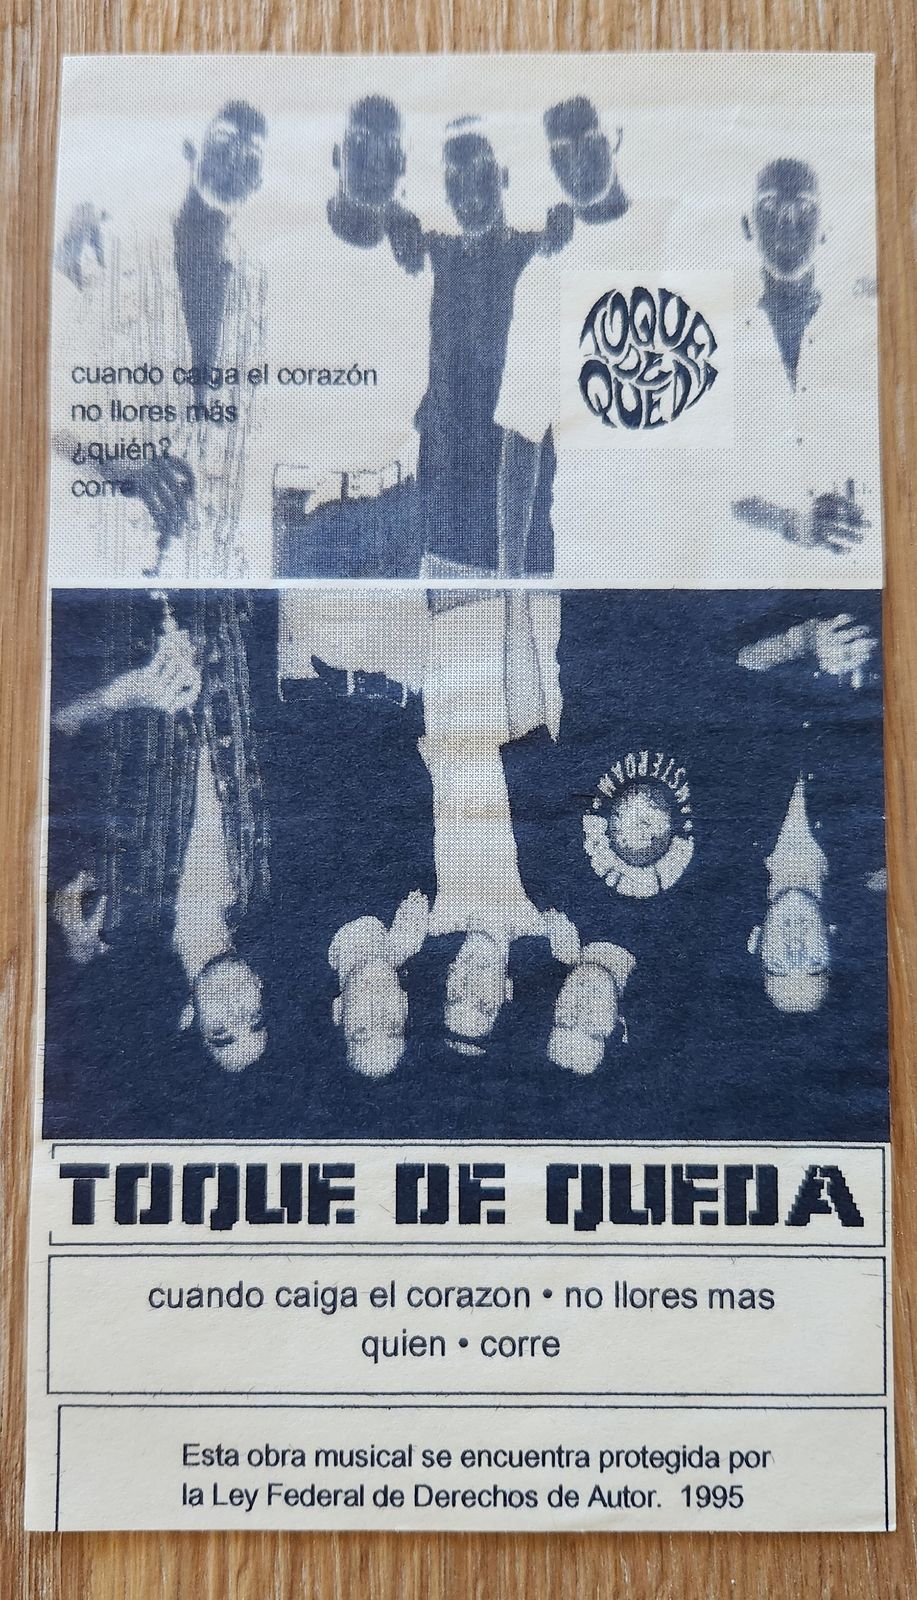 cuando caiga el corazón
no llores más
¿quién?
corre
TOQUE
DE
QUEDA
TOQUE DE QUEDA
cuando caiga el corazon • no llores mas
quien • corre
Esta obra musical se encuentra protegida por
la Ley Federal de Derechos de Autor. 1995